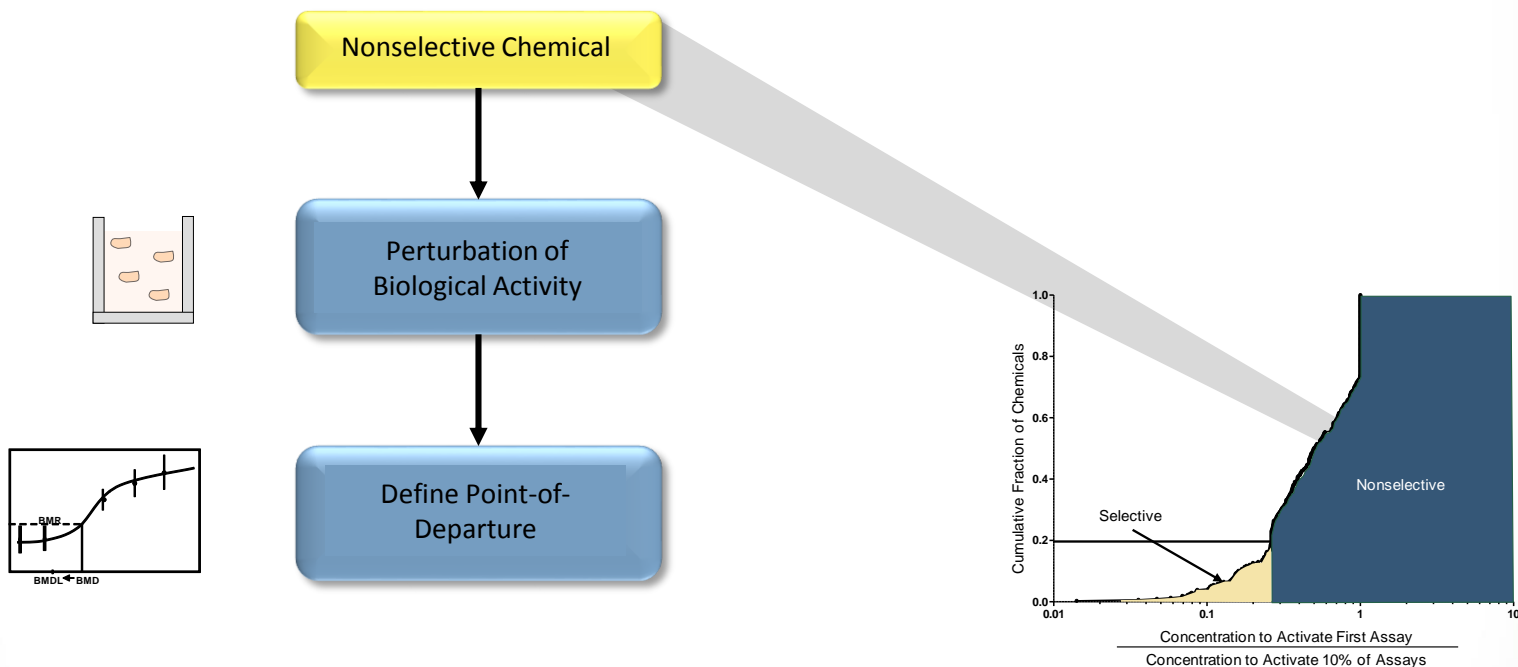 Nonselective Chemical
Perturbation of
Biological Activity
Define Point-of-
Departure
BMR
BMDL
BMD
Cumulative Fraction of Chemicals
1.0
0.8
0.6
0.4
0.2
0.0
Selective
Nonselective
0.01
0.1
1
10
Concentration to Activate First Assay
Concentration to Activate 10% of Assays